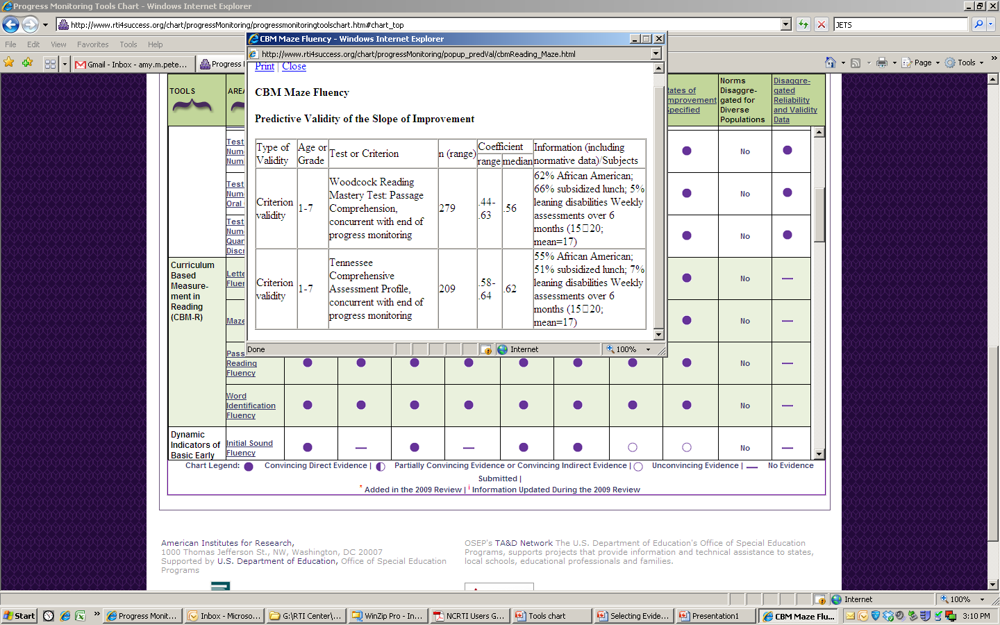 Progress Monitoring Tools Chart - Windows Internet Explorer
http://www.rti4success.org/chart/progressMonitoring/progressmonitoringtoolschart.htm#chart_top
JETS
File Edit View Favorites Tools Help
Gmail - Inbox - amy.m.pete...
Progress
Page
Tools
CBM Maze Fluency - Windows Internet Explorer
http://www.rti4success.org/chart/progressMonitoring/popup_predVal/cbmReading_Maze.html
Print | Close
CBM Maze Fluency
Predictive Validity of the Slope of Improvement
Type of
Validity
Age or
Grade
Test or Criterion
n (range)
Coefficient
range
median
Information (including
normative data)/Subjects
Criterion
validity
1-7
Woodcock Reading
Mastery Test: Passage
Comprehension,
concurrent with end of
progress monitoring
279
.44-
.63
.56
62% African American;
66% subsidized lunch; 5%
leaning disabilities Weekly
assessments over 6
months (15□20;
mean=17)
Criterion
validity
1-7
Tennessee
Comprehensive
Assessment Profile,
concurrent with end of
progress monitoring
209
.58-
.64
.62
55% African American;
51% subsidized lunch; 7%
leaning disabilities Weekly
assessments over 6
months (15□20;
mean=17)
Done
Internet
100%
TOOLS
AREA
Rates of
Improvement
Specified
Norms
Disaggre-
gated for
Diverse
Populations
Disaggre-
gated
Reliability
and Validity
Data
Test
Num
Num
No
Test
Num
Oral
No
Test
Num
Quan
Discr
No
Curriculum
Based
Measure-
ment in
Reading
(CBM-R)
Lette
Fluen
No
Maze
No
Pass
Reading
Fluency
No
Word
Identification
Fluency
No
Dynamic
Indicators of
Basic Early
Initial Sound
Fluency
No
Chart Legend: Convincing Direct Evidence | Partially Convincing Evidence or Convincing Indirect Evidence | Unconvincing Evidence | No Evidence
Submitted |
* Added in the 2009 Review | i Information Updated During the 2009 Review
American Institutes for Research,
1000 Thomas Jefferson St., NW, Washington, DC 20007
Supported by U.S. Department of Education, Office of Special Education
Programs
OSEP's TA&D Network The U.S. Department of Education's Office of Special Education
Programs, supports projects that provide information and technical assistance to states,
local schools, educational professionals and families.
Internet
100%
Start
Progress Monit...
Inbox - Microso...
G:\RTI Center\...
WinZip Pro - In...
NCRTI Users G...
Tools chart
Selecting Evide...
Presentation1
CBM Maze Flu...
3:10 PM